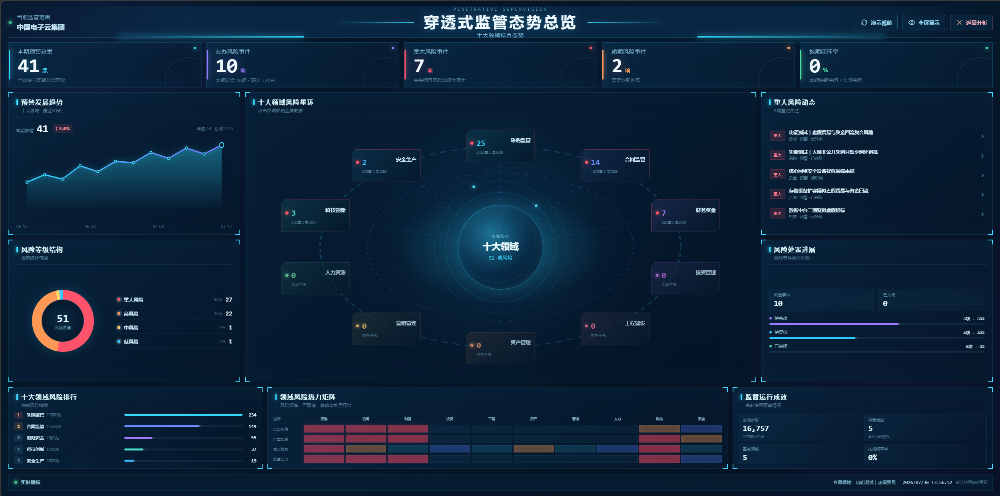 PENETRATIVE SUPERVISION
当前监管范围
中国电子云集团
穿透式监管态势总览
十大领域综合态势
演示巡航
全屏展示
返回分析
本期预警总量
41 条
当前统计周期新增预警
在办风险事件
10 项
本期新增 10项 · 环比 +20%
重大风险事件
7 项
未关闭且风险等级为重大
逾期风险事件
2 项
需要立即处置
按期闭环率
0 %
本期按期关闭 / 全部关闭
预警发展趋势
十大领域 · 最近30天
本期新增 41 ↑8.6%
峰值 44 · 日均 31.9
06-18 06-28 07-08 07-17
风险等级结构
当前统计范围
51
风险总量
重大风险 53% 27
高风险 43% 22
中风险 2% 1
低风险 2% 1
十大领域风险星环
点击领域联动全屏数据
25 采购监管
24项重大高风险
2 安全生产
2项重大高风险
14 合同监管
14项重大高风险
3 科技创新
3项重大高风险
7 财务资金
6项重大高风险
监管核心
十大领域
51 项风险
0 人力资源
态势平稳
0 投资管理
态势平稳
0 营销管理
态势平稳
0 工程建设
态势平稳
0 资产管理
态势平稳
重大风险动态
5项重点关注
重大 功能测试 | 虚假贸易与资金回流复合风险
合同 · 预警 · 已升级
重大 功能测试 | 大额非公开采购且缺少例外审批
采购 · 预警 · 已升级
重大 核心网络安全设备疑似围标串标
安全 · 预警 · 待研判
重大 存储设备扩容疑似虚假贸易与资金回流
合同 · 预警 · 已升级
重大 数据中台二期疑似虚假招标
科技 · 预警 · 已升级
风险处置进展
风险事件闭环阶段
风险事件
10
已关闭
0
待整改 6项 · 60%
待复核 4项 · 40%
已关闭 0项 · 0%
十大领域风险排行
综合风险指数
1 采购监管 25项风险 234
2 合同监管 14项风险 149
3 财务资金 7项风险 55
4 科技创新 3项风险 37
5 安全生产 2项风险 19
领域风险热力矩阵
风险规模、严重度、趋势与处置压力
指标 采购 合同 财务 投资 工程 资产 营销 人力 科技 安全
风险规模
严重程度
增长趋势
处置压力
监管运行成效
当前快照覆盖情况
监测对象
16,757
当前统计范围
平稳领域
5
暂无风险触发
重点领域
5
按期闭环率
0%
实时播报
合同领域：功能测试 | 虚假贸易 2026/07/30 13:56:52 统计快照实时更新